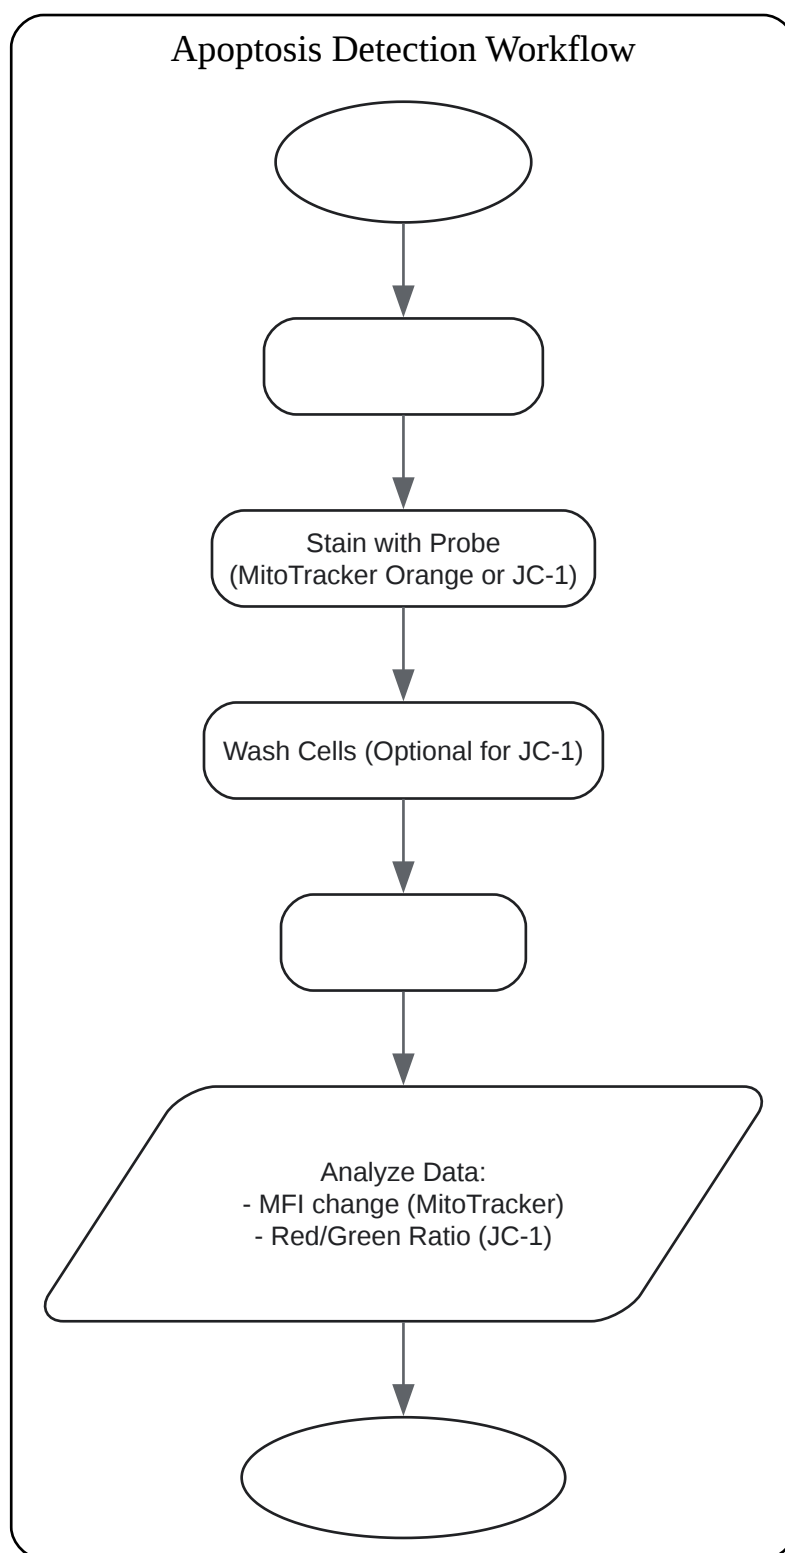 Apoptosis Detection Workflow
Stain with Probe
(MitoTracker Orange or JC-1)
Wash Cells (Optional for JC-1)
Analyze Data:
- MFI change (MitoTracker)
- Red/Green Ratio (JC-1)